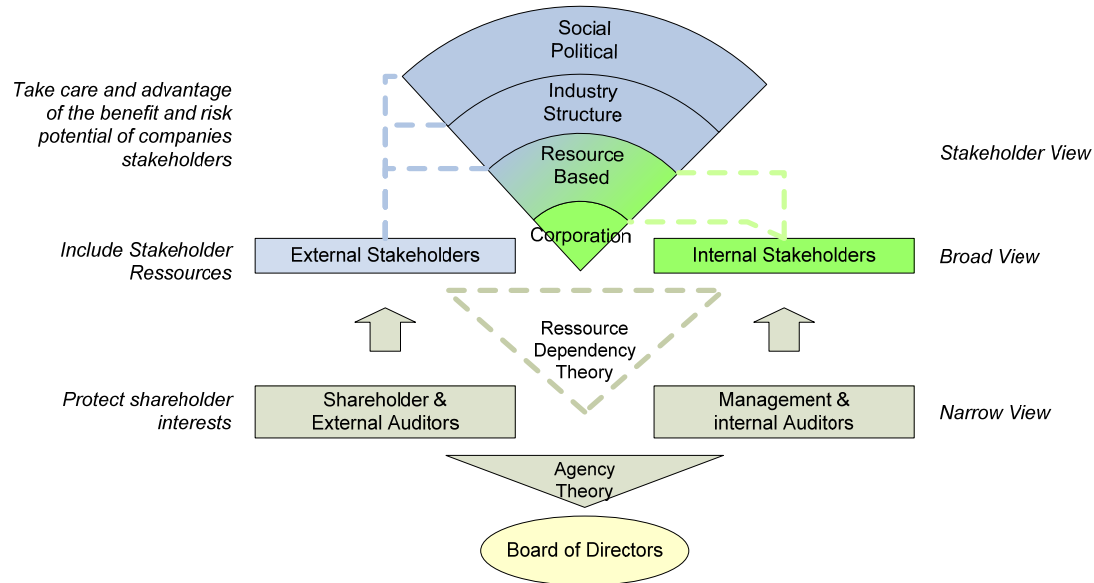 Social
Political
Take care and advantage
of the benefit and risk
potential of companies
stakeholders
Industry
Structure
Resource
Based
Stakeholder View
Corporation
Include Stakeholder
Ressources
External Stakeholders
Internal Stakeholders
Broad View
Ressource
Dependency
Theory
Protect shareholder
interests
Shareholder &
External Auditors
Management &
internal Auditors
Narrow View
Agency
Theory
Board of Directors